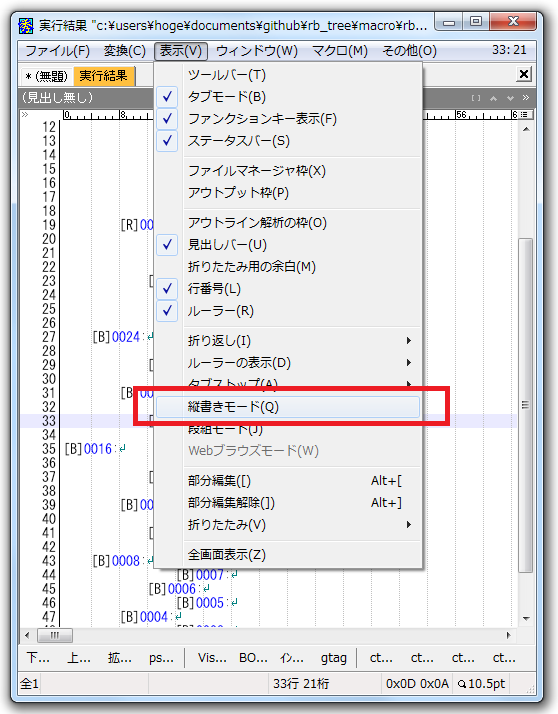 実行結果 "c:¥users¥hoge¥documents¥github¥rb_tree¥macro¥rb...
ファイル(F) 変換(C) 表示(V) ウィンドウ(W) マクロ(M) その他(O) 33:21
* (無題) 実行結果
(見出し無し)
0 8 56
12
13
14
15
16
17
18
19 [R]00
20
21
22
23
24
25
26
27 [B]0024:↲
28
29
30
31 [B]00
32
33
34
35 [B]0016:↲
36
37
38
39 [B]00
40
41
42
43 [B]0008:↲
44 [B]0007:↲
45 [B]0006:↲
46 [B]0005:↲
47 [B]0004:↲
ツールバー(T)
✓ タブモード(B)
✓ ファンクションキー表示(F)
✓ ステータスバー(S)
ファイルマネージャ枠(X)
アウトプット枠(P)
アウトライン解析の枠(O)
✓ 見出しバー(U)
折りたたみ用の余白(M)
✓ 行番号(L)
✓ ルーラー(R)
折り返し(I)
ルーラーの表示(D)
タブストップ(A)
縦書きモード(Q)
段組モード(J)
Webブラウズモード(W)
部分編集([) Alt+[
部分編集解除(]) Alt+]
折りたたみ(V)
全画面表示(Z)
下... 上... 拡... ps... Vis... BO... イン... gtag ct... ct... ct... ct...
全1 33行 21桁 0x0D 0x0A 10.5pt